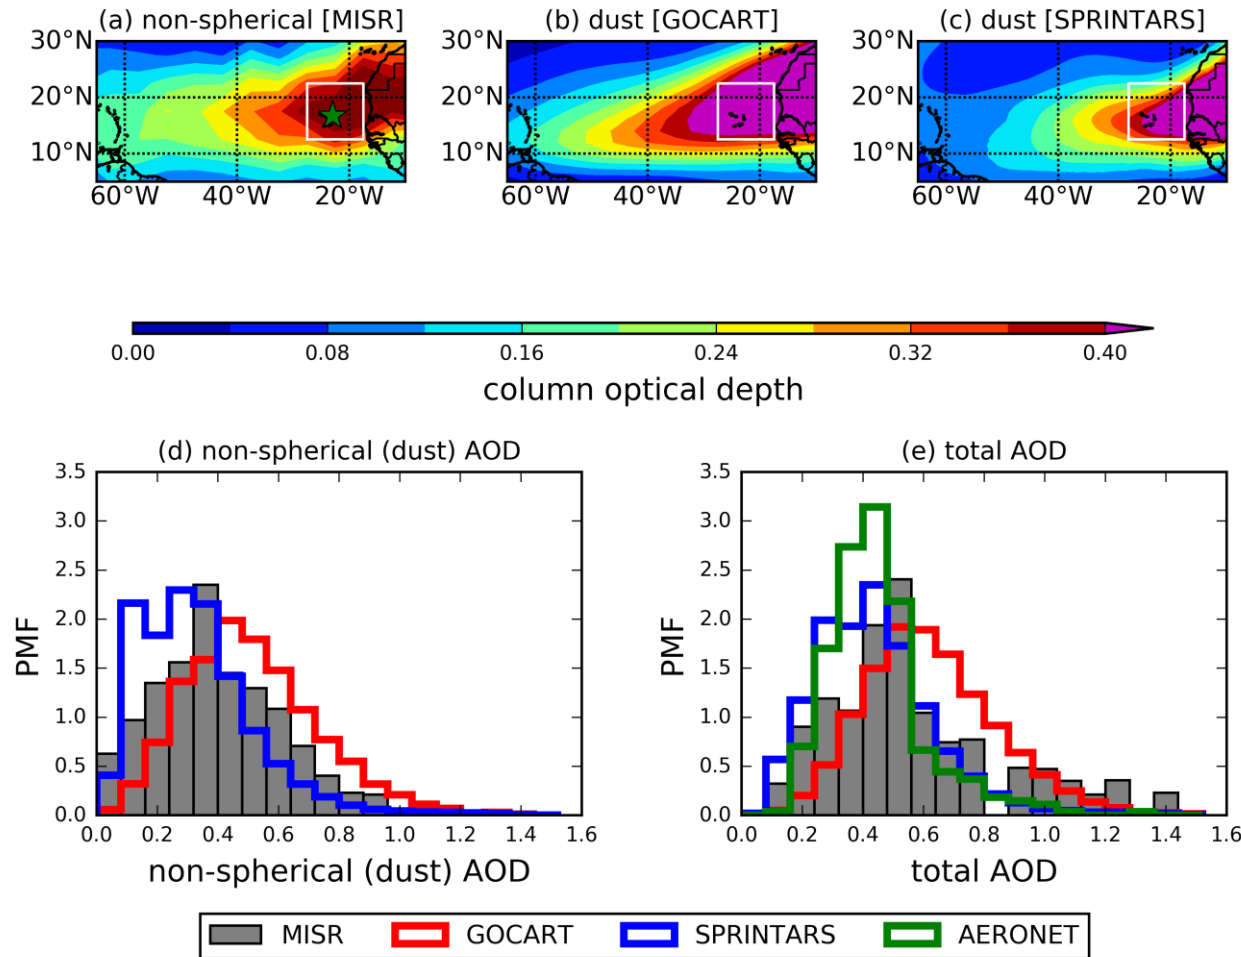 (a) non-spherical [MISR] (b) dust [GOCART] (c) dust [SPRINTARS]
30°N 30°N 30°N
20°N 20°N 20°N
10°N 10°N 10°N
60°W 40°W 20°W 60°W 40°W 20°W 60°W 40°W 20°W
0.00 0.08 0.16 0.24 0.32 0.40
column optical depth
(d) non-spherical (dust) AOD
3.5
3.0
2.5
2.0
1.5
1.0
0.5
0.0
PMF
0.0 0.2 0.4 0.6 0.8 1.0 1.2 1.4 1.6
non-spherical (dust) AOD
(e) total AOD
3.5
3.0
2.5
2.0
1.5
1.0
0.5
0.0
PMF
0.0 0.2 0.4 0.6 0.8 1.0 1.2 1.4 1.6
total AOD
MISR GOCART SPRINTARS AERONET